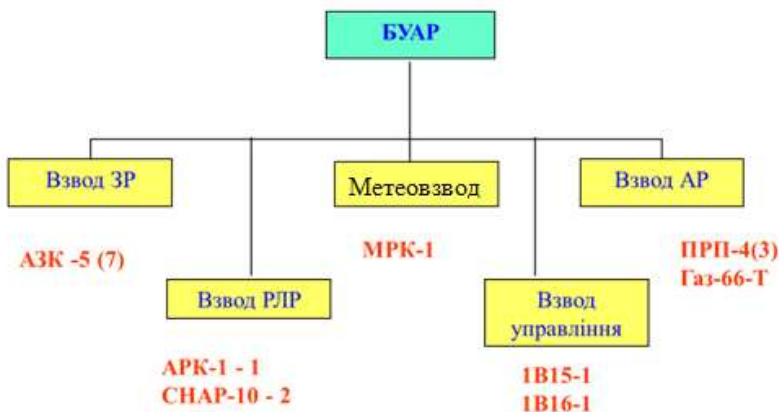 БУАР
Взвод ЗР
Метеовзвод
Взвод АР
АЗК -5 (7)
МРК-1
ПРП-4(3)
Газ-66-Т
Взвод РЛР
Взвод
управління
АРК-1 - 1
СНАР-10 - 2
1В15-1
1В16-1